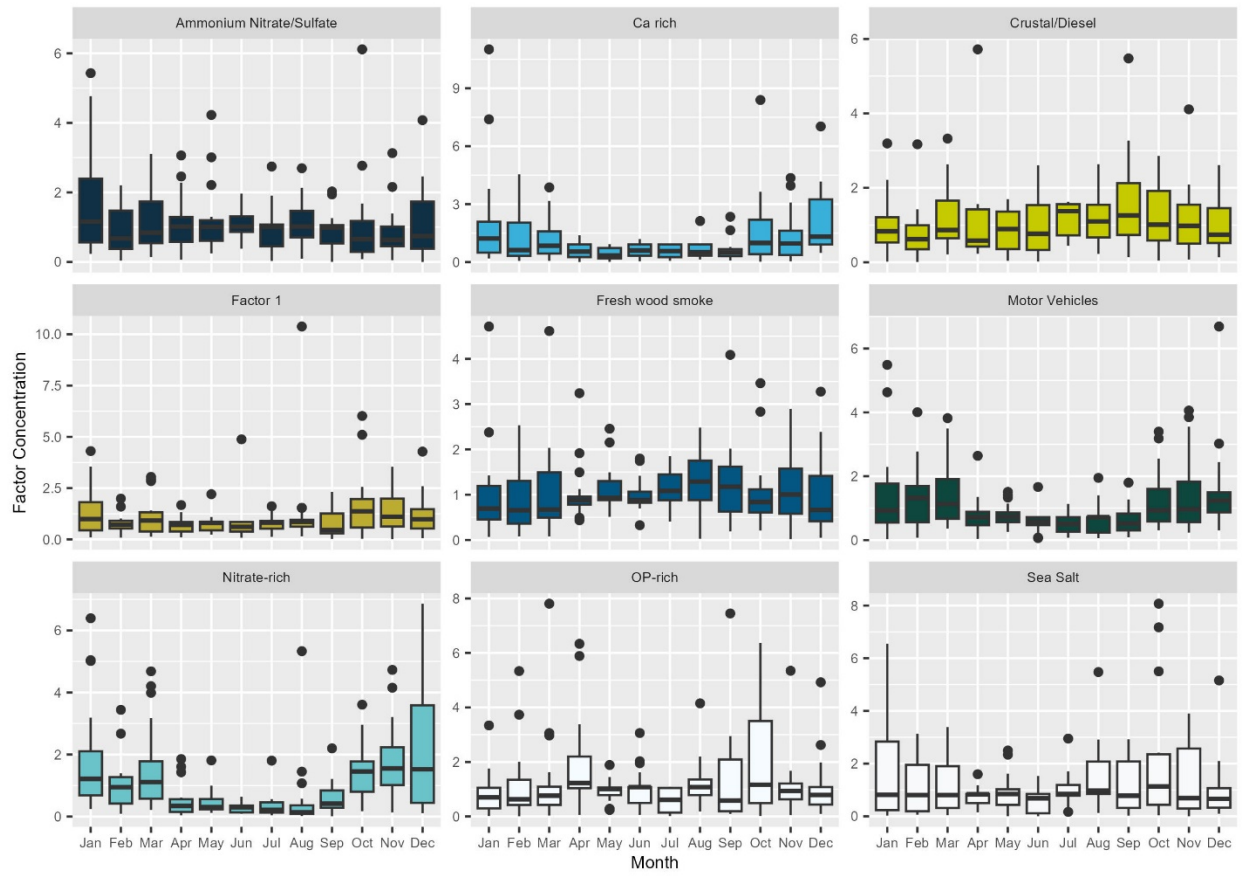 Ammonium Nitrate/Sulfate
Ca rich
Crustal/Diesel
6
4
2
0
9
6
3
0
6
4
2
0
Factor 1
Fresh wood smoke
Motor Vehicles
10.0
7.5
5.0
2.5
0.0
4
3
2
1
0
6
4
2
0
Nitrate-rich
OP-rich
Sea Salt
6
4
2
0
8
6
4
2
0
8
6
4
2
0
Jan Feb Mar Apr May Jun Jul Aug Sep Oct Nov Dec
Jan Feb Mar Apr May Jun Jul Aug Sep Oct Nov Dec
Jan Feb Mar Apr May Jun Jul Aug Sep Oct Nov Dec
Month
Factor Concentration